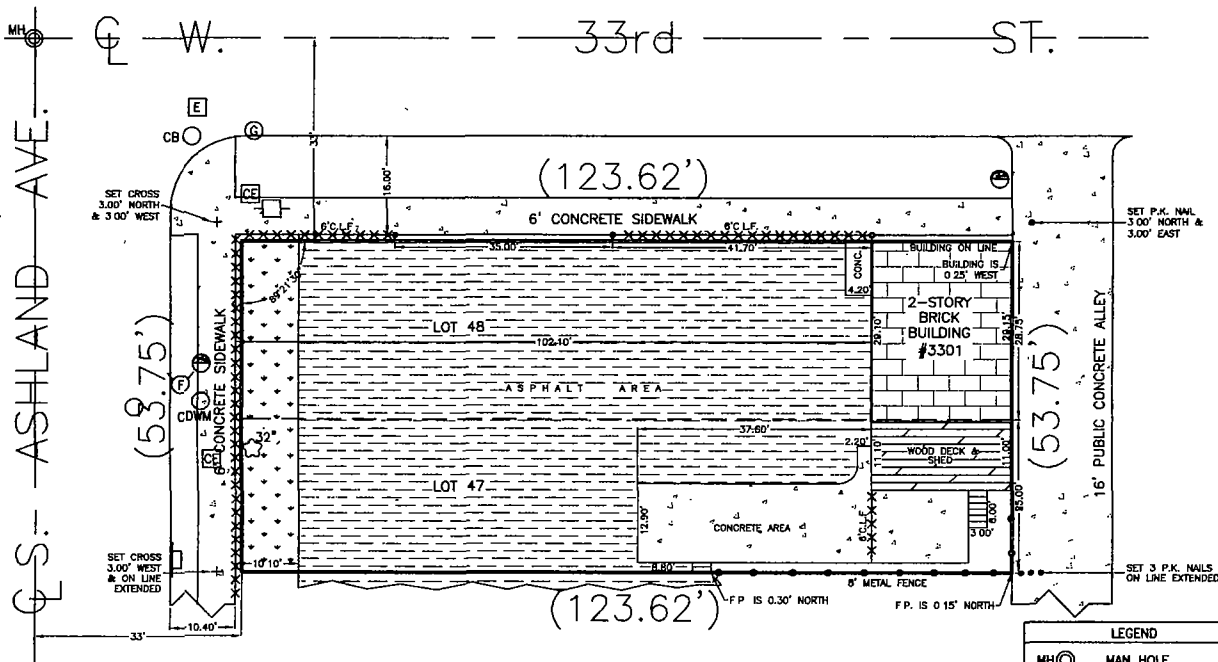 MH
CL W. 33rd ST.
E
CB
G
33'
16.00'
(123.62')
SET CROSS
3.00' NORTH
& 3 00' WEST
CE
6' CONCRETE SIDEWALK
SET P.K. NAIL
3 00' NORTH &
3.00' EAST
6'C.L.F.
6'C.L.F.
35.00'
41.70'
BUILDING ON LINE
BUILDING IS
0 25' WEST
CONC.
4.20'
89°21'30"
2-STORY
BRICK
BUILDING
#3301
LOT 48
102.10'
29.10'
29.15'
28.75'
ASPHALT AREA
CL S. ASHLAND AVE.
(53.75')
6' CONCRETE SIDEWALK
F
CDWM
CE
32"
37.60'
2.20'
11.10'
WOOD DECK &
SHED
11.00'
(53.75')
16' PUBLIC CONCRETE ALLEY
LOT 47
25.00'
12.90'
CONCRETE AREA
6'C.L.F.
3 00'
6.00'
SET CROSS
3.00' WEST
& ON LINE
EXTENDED
10.10'
8.80'
8' METAL FENCE
SET 3 P.K. NAILS
ON LINE EXTENDED
F P. IS 0.30' NORTH
F P. IS 0 15' NORTH
(123.62')
10.40'
33'
LEGEND
MH MAN HOLE